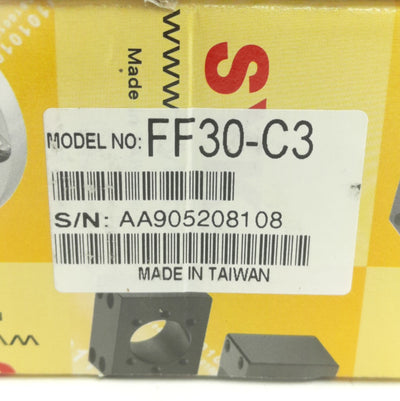 Made
MODEL NO: FF30-C3
S/N: AA905208108
MADE IN TAIWAN